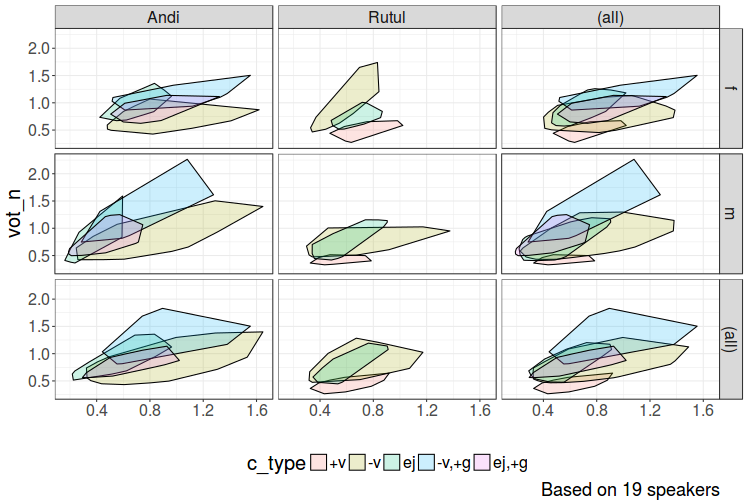 Andi Rutul (all)
2.0
1.5
1.0
0.5
f
2.0
1.5
1.0
0.5
m
2.0
1.5
1.0
0.5
(all)
vot_n
0.4 0.8 1.2 1.6 0.4 0.8 1.2 1.6 0.4 0.8 1.2 1.6
c_type +v -v ej -v,+g ej,+g
Based on 19 speakers